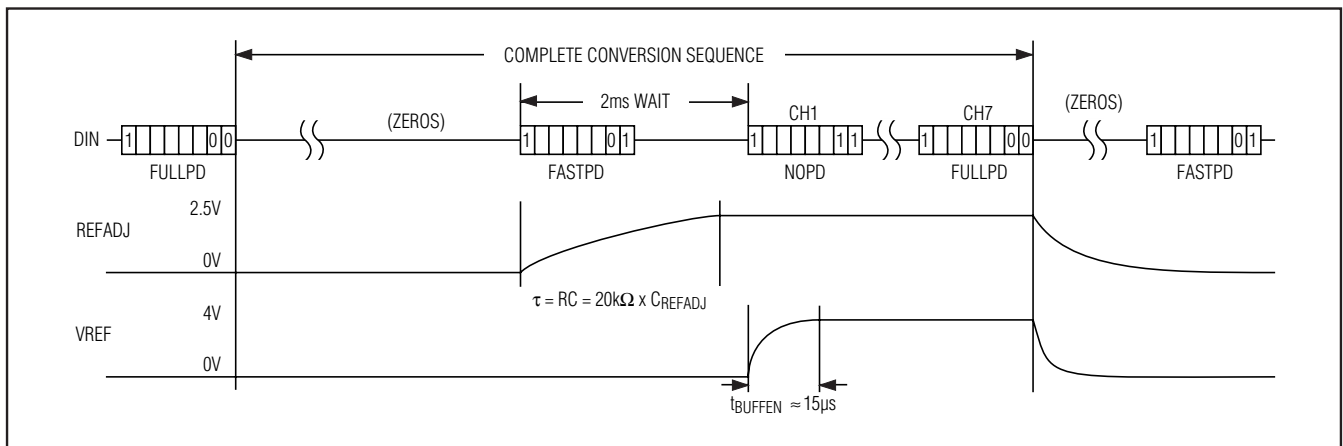 COMPLETE CONVERSION SEQUENCE
2ms WAIT
(ZEROS)
(ZEROS)
CH1
CH7
DIN
1 0 0
1 0 1
1 1 1
1 0 0
1 0 1
FULLPD
FASTPD
NOPD
FULLPD
FASTPD
2.5V
REFADJ
0V
τ = RC = 20kΩ x CREFADJ
4V
VREF
0V
tBUFFEN ≈ 15µs